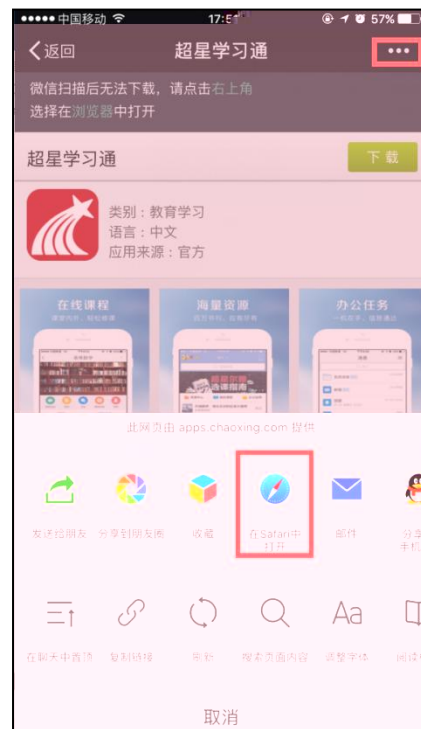 中国移动
57%
返回
超星学习通
微信扫描后无法下载，请点击右上角
选择在浏览器中打开
超星学习通
下载
类别：教育学习
语言：中文
应用来源：官方
在线课程
海量资源
办公任务
此网页由 apps.chaoxing.com 提供
发送给朋友
分享到朋友圈
收藏
在Safari中
打开
邮件
在聊天中置顶
复制链接
刷新
搜索页面内容
调整字体
Aa
取消